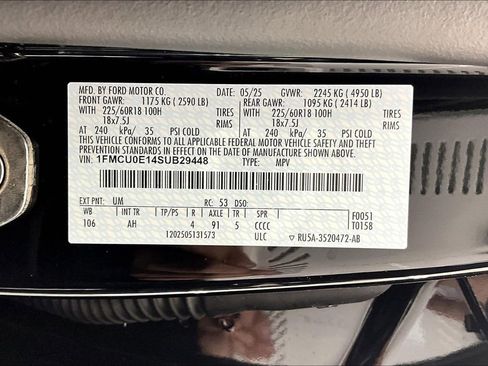 MFD. BY FORD MOTOR CO. 05/25 GVWR: 2245 KG ( 4950 LB)
FRONT GAWR: 1175 KG ( 2590 LB) REAR GAWR: 1095 KG ( 2414 LB)
WITH 225/60R18 100H TIRES WITH 225/60R18 100H TIRES
18x7.5J RIMS 18x7.5J RIMS
AT 240 kPa/ 35 PSI COLD AT 240 kPa/ 35 PSI COLD
THIS VEHICLE CONFORMS TO ALL APPLICABLE FEDERAL MOTOR VEHICLE SAFETY, BUMPER, AND THEFT PREVENTION STANDARDS IN EFFECT ON THE DATE OF MANUFACTURE SHOWN ABOVE.
VIN: 1FMCU0E14SUB29448 TYPE: MPV
EXT PNT: UM RC: 53 DSO:
WB INT TR TP/PS R AXLE TR SPR F0051
106 AH 4 91 5 CCCC T0158
120250513157​3 ULC RU5A-3520472-AB